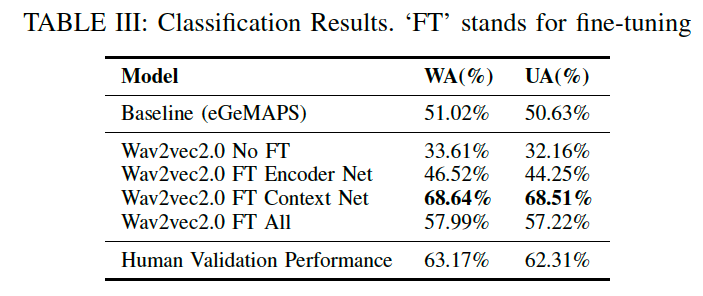 TABLE III: Classification Results. ‘FT’ stands for fine-tuning
Model WA(%) UA(%)
Baseline (eGeMAPS) 51.02% 50.63%
Wav2vec2.0 No FT 33.61% 32.16%
Wav2vec2.0 FT Encoder Net 46.52% 44.25%
Wav2vec2.0 FT Context Net 68.64% 68.51%
Wav2vec2.0 FT All 57.99% 57.22%
Human Validation Performance 63.17% 62.31%